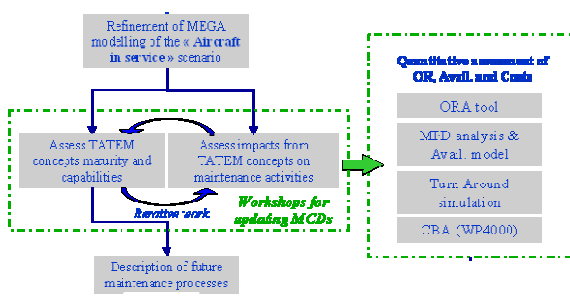 Refinement of MEGA
modelling of the « Aircraft
in service » scenario
Assess TATEM
concepts maturity and
capabilities
Assess impacts from
TATEM concepts on
maintenance activities
Iterative work
Workshops for
updating MCDs
Description of future
maintenance processes
Quantitative assessment of
OR, Avail. and Costs
ORA tool
analysis &
Avail. model
Turn Around
simulation
CBA (WP4000)